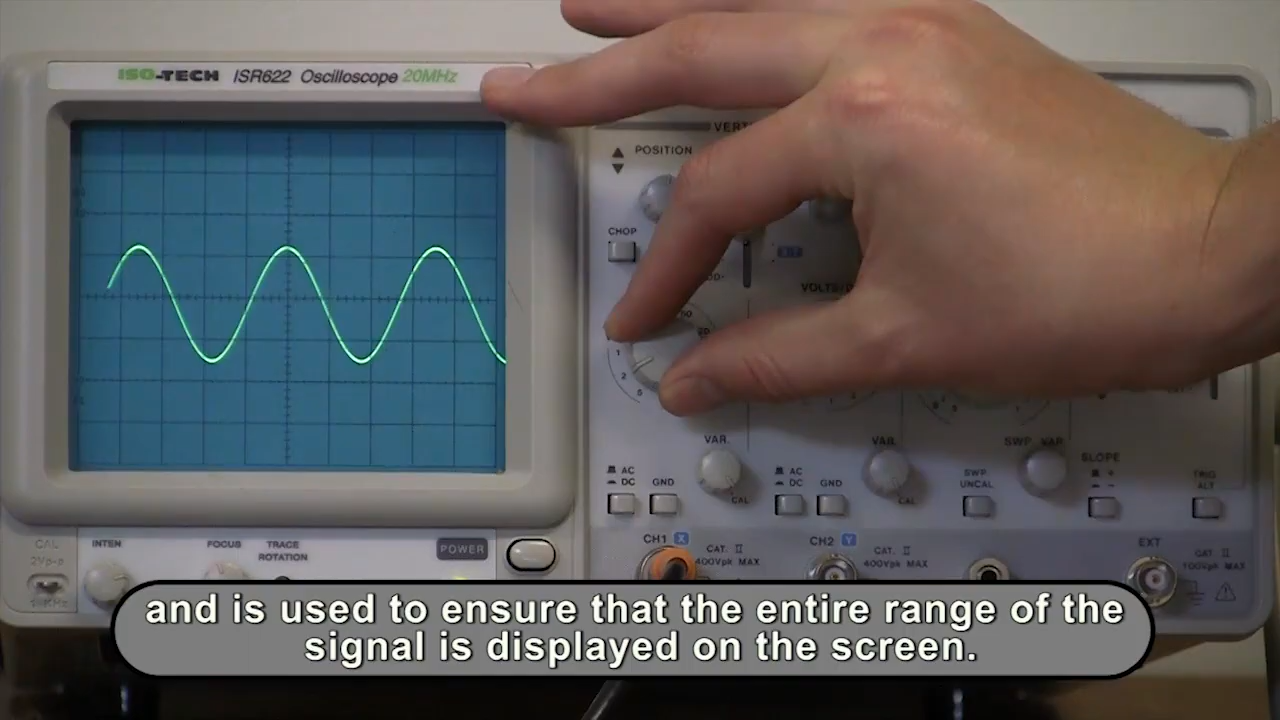 ISO-TECH ISR622 Oscilloscope 20MHz
POSITION
CHOP
VAR.
VAR.
SWP. VAR.
SLOPE
+
-
CAL
CAL
AC
DC
GND
AC
DC
GND
SWP
UNCAL
TRIG
ALT
1
2
5
CH1 X
CAT. II
400Vpk MAX
CH2 Y
CAT. II
400Vpk MAX
EXT
CAT. II
100Vpk MAX
CAL
2Vp-p
INTEN
FOCUS
TRACE
ROTATION
POWER
and is used to ensure that the entire range of the
signal is displayed on the screen.